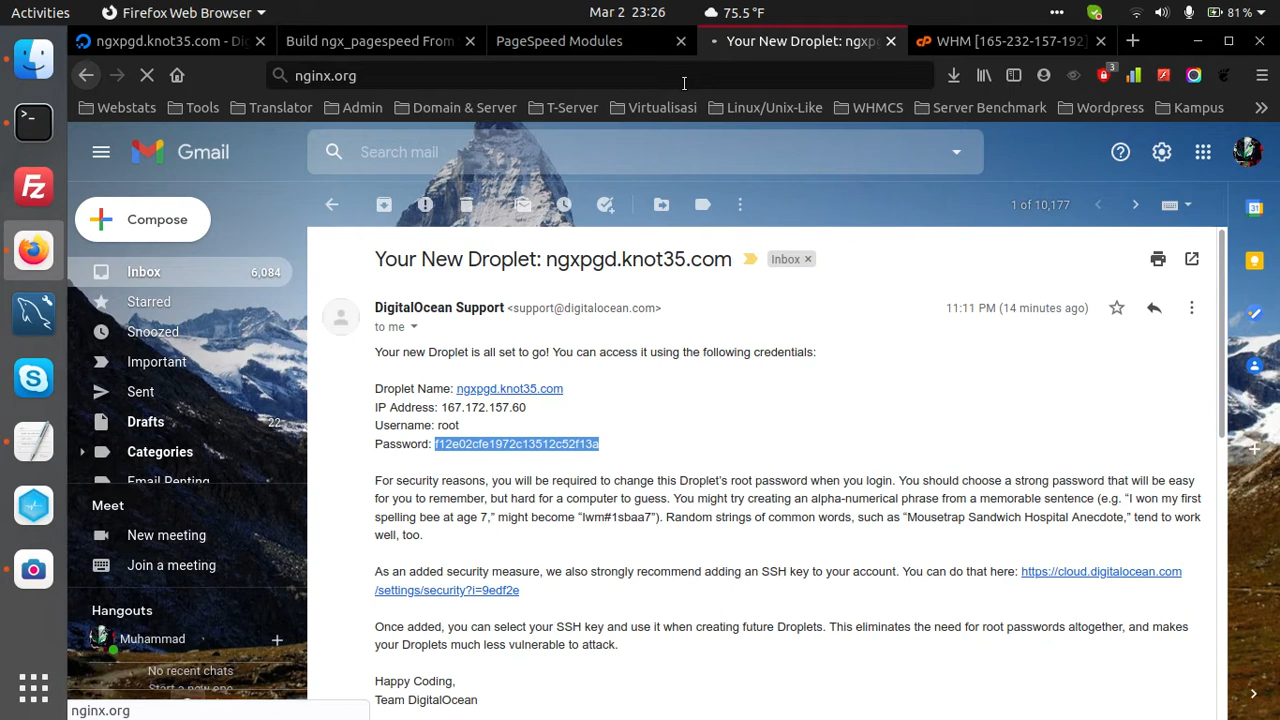 Activities
Firefox Web Browser
Mar 2 23:26
75.5 °F
81 %
ngxpgd.knot35.com - Dig
Build ngx_pagespeed From
PageSpeed Modules
Your New Droplet: ngxpg
WHM [165-232-157-192]
nginx.org
3
Webstats
Tools
Translator
Admin
Domain & Server
T-Server
Virtualisasi
Linux/Unix-Like
WHMCS
Server Benchmark
Wordpress
Kampus
Gmail
Search mail
Compose
1 of 10,177
Inbox
6,084
Starred
Snoozed
Important
Sent
Drafts
22
Categories
Email Penting
Meet
New meeting
Join a meeting
Hangouts
Muhammad
No recent chats
Start a new one
nginx.org
Your New Droplet: ngxpgd.knot35.com
Inbox
DigitalOcean Support <support@digitalocean.com>
11:11 PM (14 minutes ago)
to me
Your new Droplet is all set to go! You can access it using the following credentials:
Droplet Name: ngxpgd.knot35.com
IP Address: 167.172.157.60
Username: root
Password: f12e02cfe1972c13512c52f13a
For security reasons, you will be required to change this Droplet's root password when you login. You should choose a strong password that will be easy
for you to remember, but hard for a computer to guess. You might try creating an alpha-numerical phrase from a memorable sentence (e.g. “I won my first
spelling bee at age 7,” might become “Iwm#1sbaa7”). Random strings of common words, such as “Mousetrap Sandwich Hospital Anecdote,” tend to work
well, too.
As an added security measure, we also strongly recommend adding an SSH key to your account. You can do that here: https://cloud.digitalocean.com
/settings/security?i=9edf2e
Once added, you can select your SSH key and use it when creating future Droplets. This eliminates the need for root passwords altogether, and makes
your Droplets much less vulnerable to attack.
Happy Coding,
Team DigitalOcean